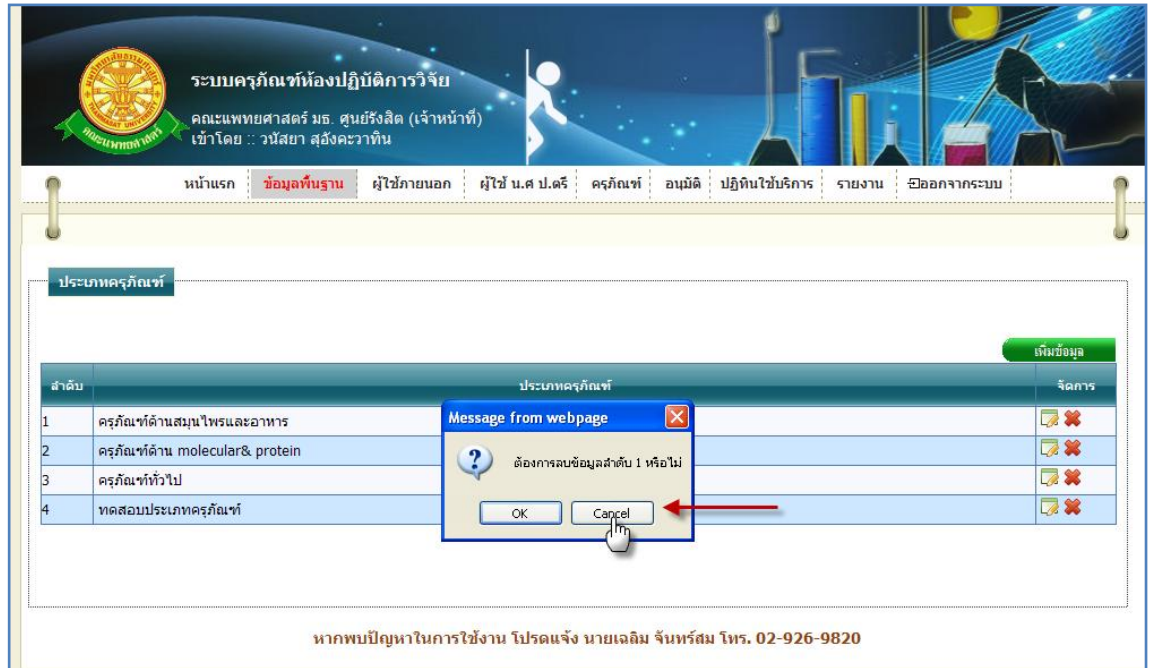 ระบบครุภัณฑ์ห้องปฏิบัติการวิจัย
คณะแพทยศาสตร์ มธ. ศูนย์รังสิต (เจ้าหน้าที่)
เข้าโดย :: วนัสยา สุอังคะวาทิน
คณะแพทยศาสตร์
หน้าแรก ข้อมูลพื้นฐาน ผู้ใช้ภายนอก ผู้ใช้ น.ศ ป.ตรี ครุภัณฑ์ อนุมัติ ปฏิทินใช้บริการ รายงาน ออกจากระบบ
ประเภทครุภัณฑ์
เพิ่มข้อมูล
ลำดับ ประเภทครุภัณฑ์ จัดการ
1 ครุภัณฑ์ด้านสมุนไพรและอาหาร
2 ครุภัณฑ์ด้าน molecular& protein
3 ครุภัณฑ์ทั่วไป
4 ทดสอบประเภทครุภัณฑ์
Message from webpage
ต้องการลบข้อมูลลำดับ 1 หรือไม่
OK Cancel
หากพบปัญหาในการใช้งาน โปรดแจ้ง นายเฉลิม จันทร์สม โทร. 02-926-9820